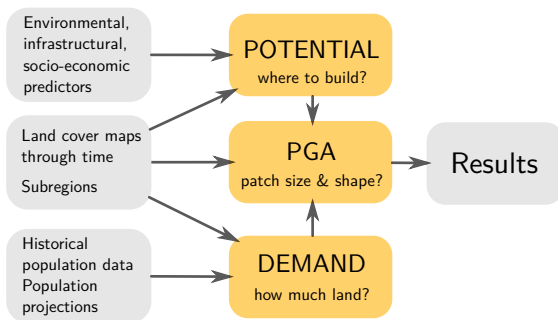 Environmental,
infrastructural,
socio-economic
predictors
POTENTIAL
where to build?
Land cover maps
through time
Subregions
PGA
patch size & shape?
Results
Historical
population data
Population
projections
DEMAND
how much land?